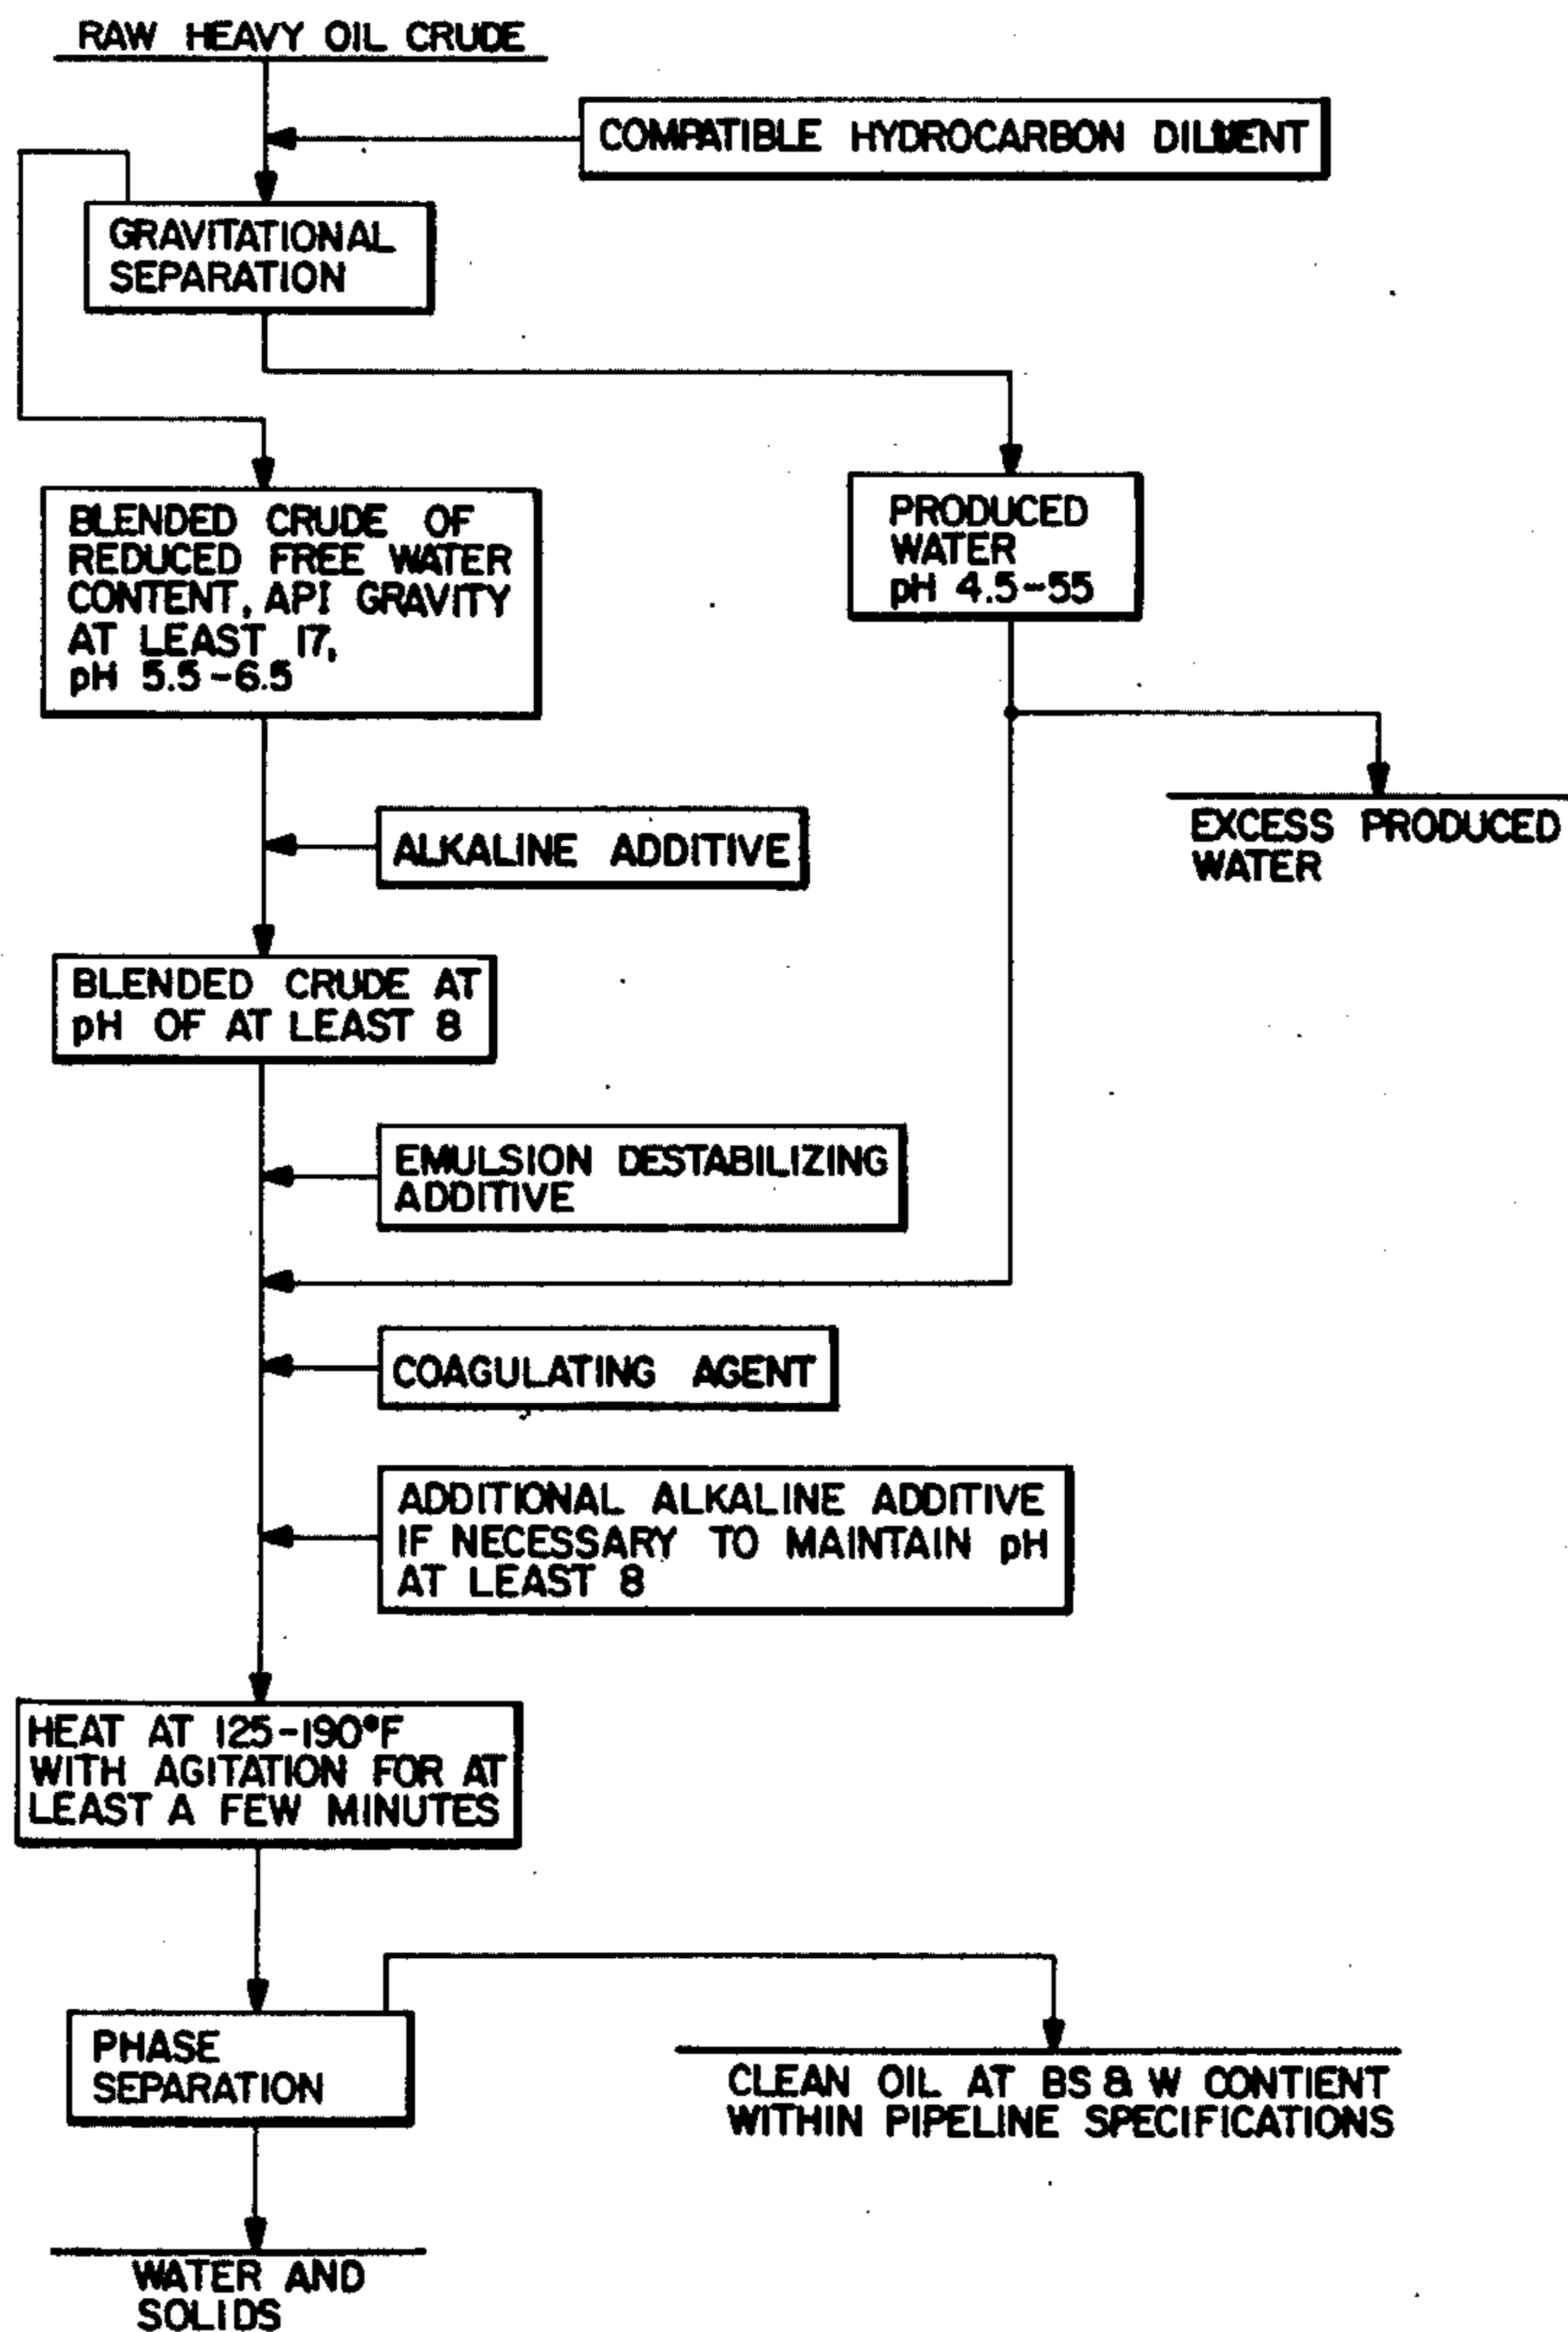 RAW HEAVY OIL CRUDE
COMPATIBLE HYDROCARBON DILUENT
GRAVITATIONAL
SEPARATION
BLENDED CRUDE OF
REDUCED FREE WATER
CONTENT, API GRAVITY
AT LEAST 17,
pH 5.5-6.5
PRODUCED
WATER
pH 4.5-55
EXCESS PRODUCED
WATER
ALKALINE ADDITIVE
BLENDED CRUDE AT
pH OF AT LEAST 8
EMULSION DESTABILIZING
ADDITIVE
COAGULATING AGENT
ADDITIONAL ALKALINE ADDITIVE
IF NECESSARY TO MAINTAIN pH
AT LEAST 8
HEAT AT 125-190°F
WITH AGITATION FOR AT
LEAST A FEW MINUTES
PHASE
SEPARATION
CLEAN OIL AT BS & W CONTIENT
WITHIN PIPELINE SPECIFICATIONS
WATER AND
SOLIDS